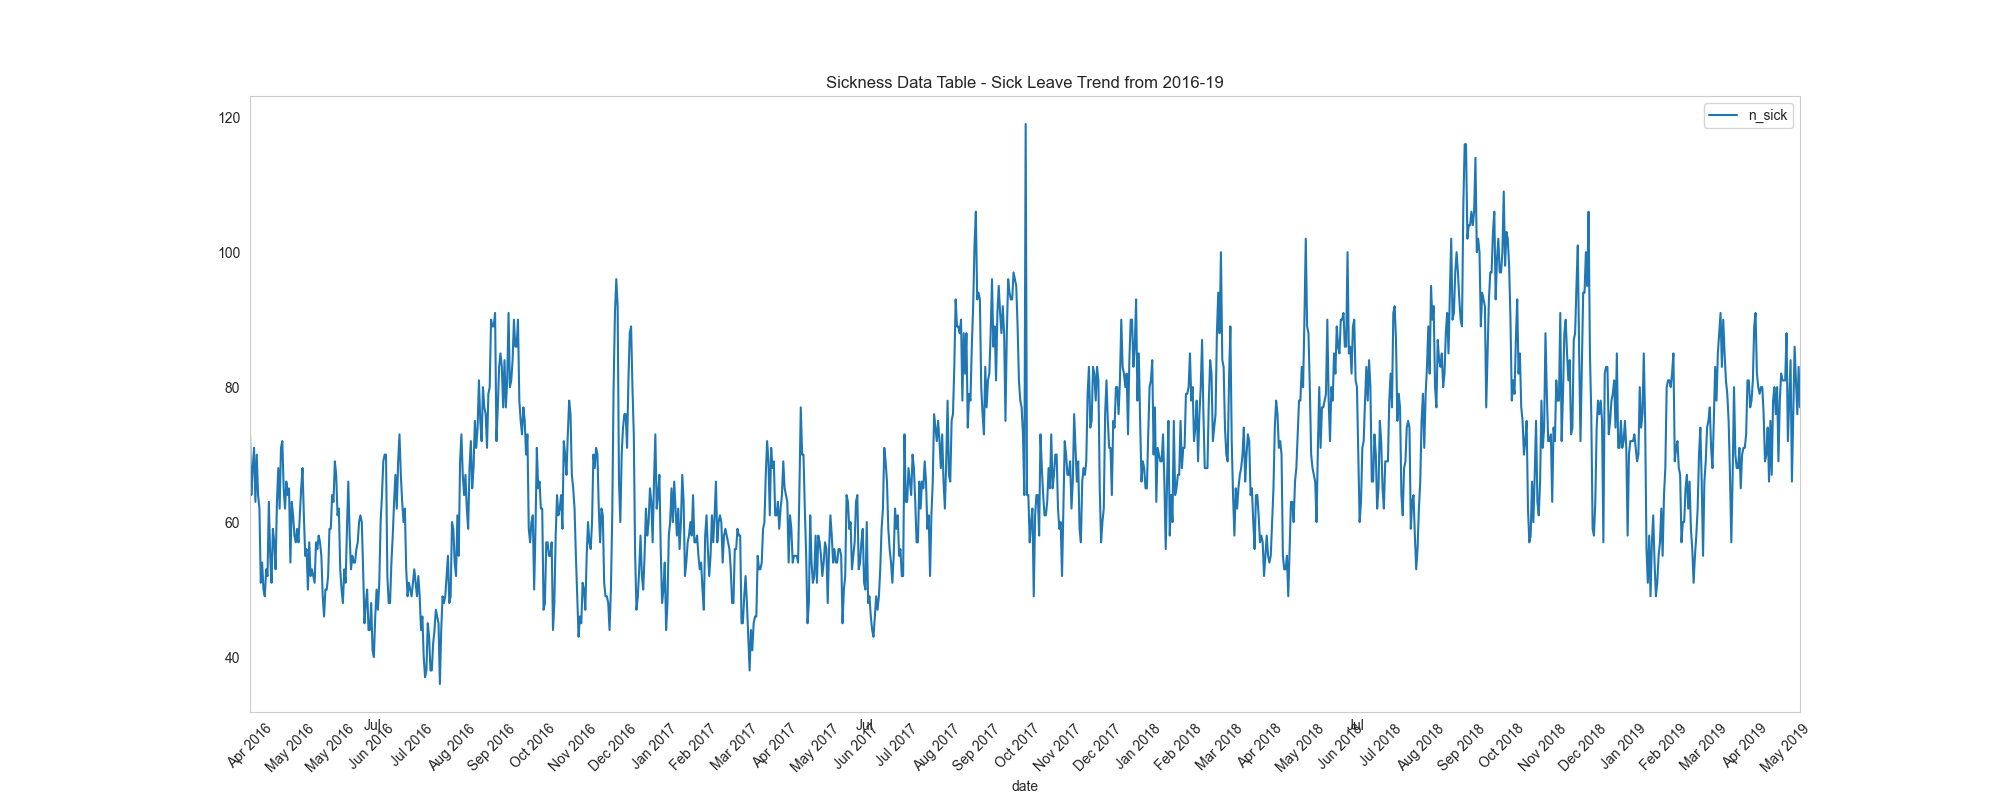 Sickness Data Table - Sick Leave Trend from 2016-19
n_sick
120
100
80
60
40
Jul
Jul
Jul
Apr 2016
May 2016
May 2016
Jun 2016
Jul 2016
Aug 2016
Sep 2016
Oct 2016
Nov 2016
Dec 2016
Jan 2017
Feb 2017
Mar 2017
Apr 2017
May 2017
Jun 2017
Jul 2017
Aug 2017
Sep 2017
Oct 2017
Nov 2017
Dec 2017
Jan 2018
Feb 2018
Mar 2018
Apr 2018
May 2018
Jun 2018
Jul 2018
Aug 2018
Sep 2018
Oct 2018
Nov 2018
Dec 2018
Jan 2019
Feb 2019
Mar 2019
Apr 2019
May 2019
date